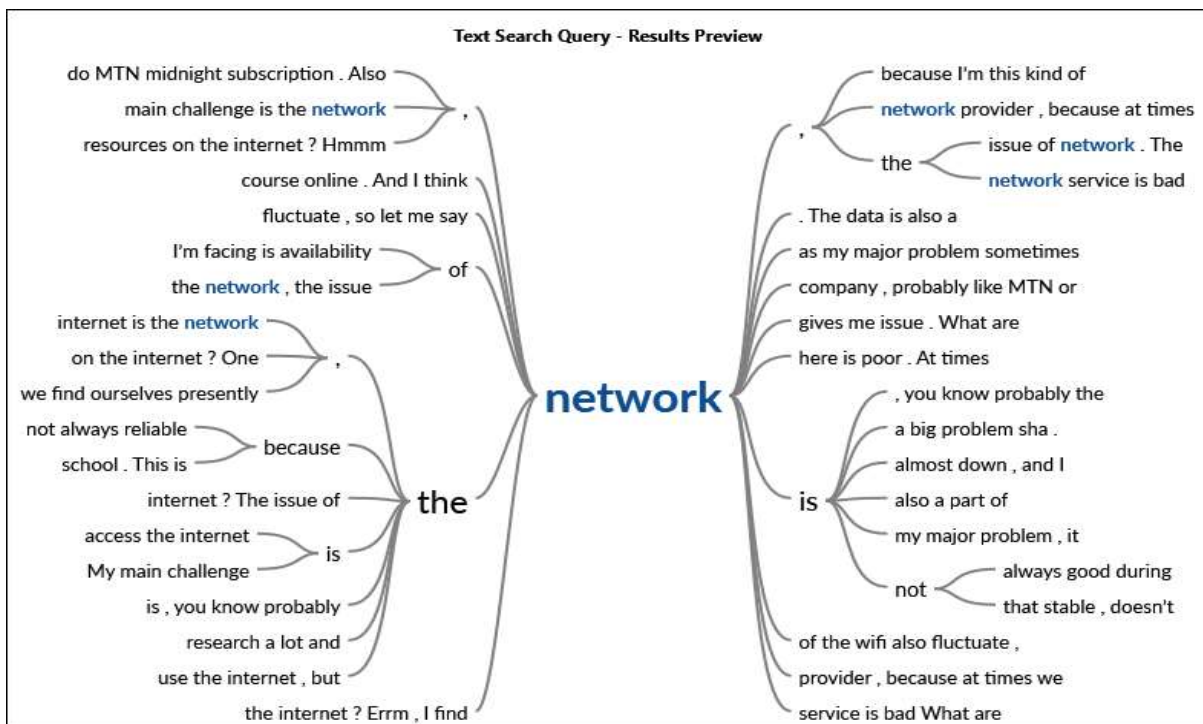 Text Search Query - Results Preview
do MTN midnight subscription . Also
main challenge is the network
resources on the internet ? Hmmm
,
course online . And I think
fluctuate , so let me say
I'm facing is availability
the network , the issue
of
internet is the network
on the internet ? One
we find ourselves presently
,
not always reliable
school . This is
because
internet ? The issue of
access the internet
My main challenge
is
is , you know probably
research a lot and
use the internet , but
the
the internet ? Errm , I find
network
,
because I'm this kind of
network provider , because at times
the
issue of network . The
network service is bad
. The data is also a
as my major problem sometimes
company , probably like MTN or
gives me issue . What are
here is poor . At times
is
, you know probably the
a big problem sha .
almost down , and I
also a part of
my major problem , it
not
always good during
that stable , doesn't
of the wifi also fluctuate ,
provider , because at times we
service is bad What are